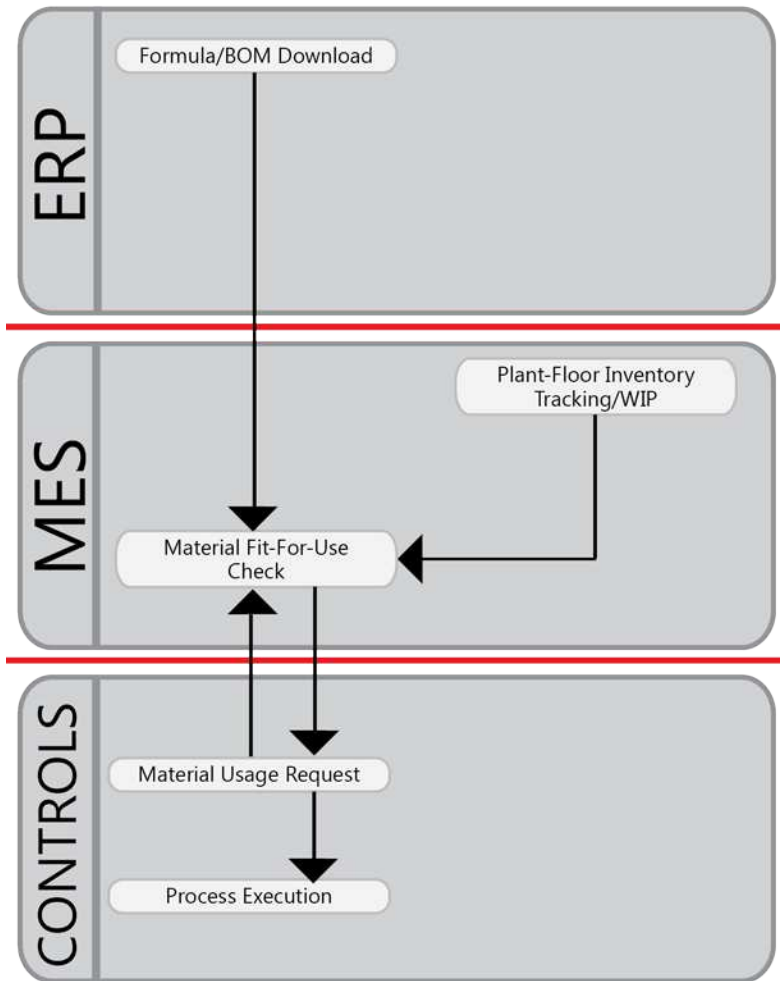 ERP
Formula/BOM Download
MES
Plant-Floor Inventory
Tracking/WIP
Material Fit-For-Use
Check
CONTROLS
Material Usage Request
Process Execution